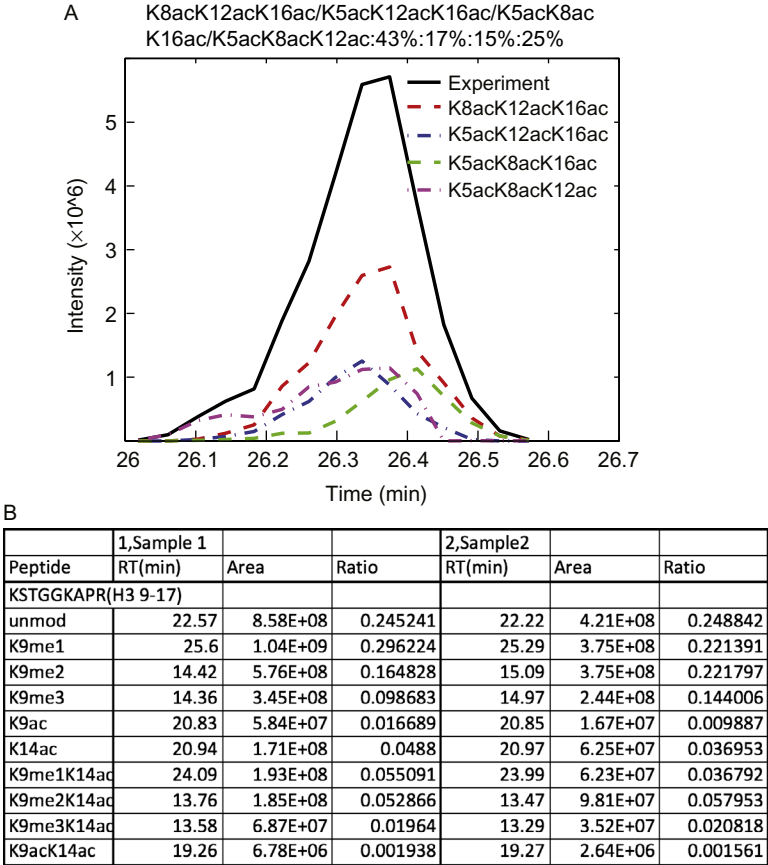 A
K8acK12acK16ac/K5acK12acK16ac/K5acK8ac
K16ac/K5acK8acK12ac:43%:17%:15%:25%
Experiment
K8acK12acK16ac
K5acK12acK16ac
K5acK8acK16ac
K5acK8acK12ac
Intensity (×10^6)
5
4
3
2
1
26 26.1 26.2 26.3 26.4 26.5 26.6 26.7
Time (min)
B
1,Sample 1 2,Sample2
Peptide RT(min) Area Ratio RT(min) Area Ratio
KSTGGKAPR(H3 9-17)
unmod 22.57 8.58E+08 0.245241 22.22 4.21E+08 0.248842
K9me1 25.6 1.04E+09 0.296224 25.29 3.75E+08 0.221391
K9me2 14.42 5.76E+08 0.164828 15.09 3.75E+08 0.221797
K9me3 14.36 3.45E+08 0.098683 14.97 2.44E+08 0.144006
K9ac 20.83 5.84E+07 0.016689 20.85 1.67E+07 0.009887
K14ac 20.94 1.71E+08 0.0488 20.97 6.25E+07 0.036953
K9me1K14ac 24.09 1.93E+08 0.055091 23.99 6.23E+07 0.036792
K9me2K14ac 13.76 1.85E+08 0.052866 13.47 9.81E+07 0.057953
K9me3K14ac 13.58 6.87E+07 0.01964 13.29 3.52E+07 0.020818
K9acK14ac 19.26 6.78E+06 0.001938 19.27 2.64E+06 0.001561